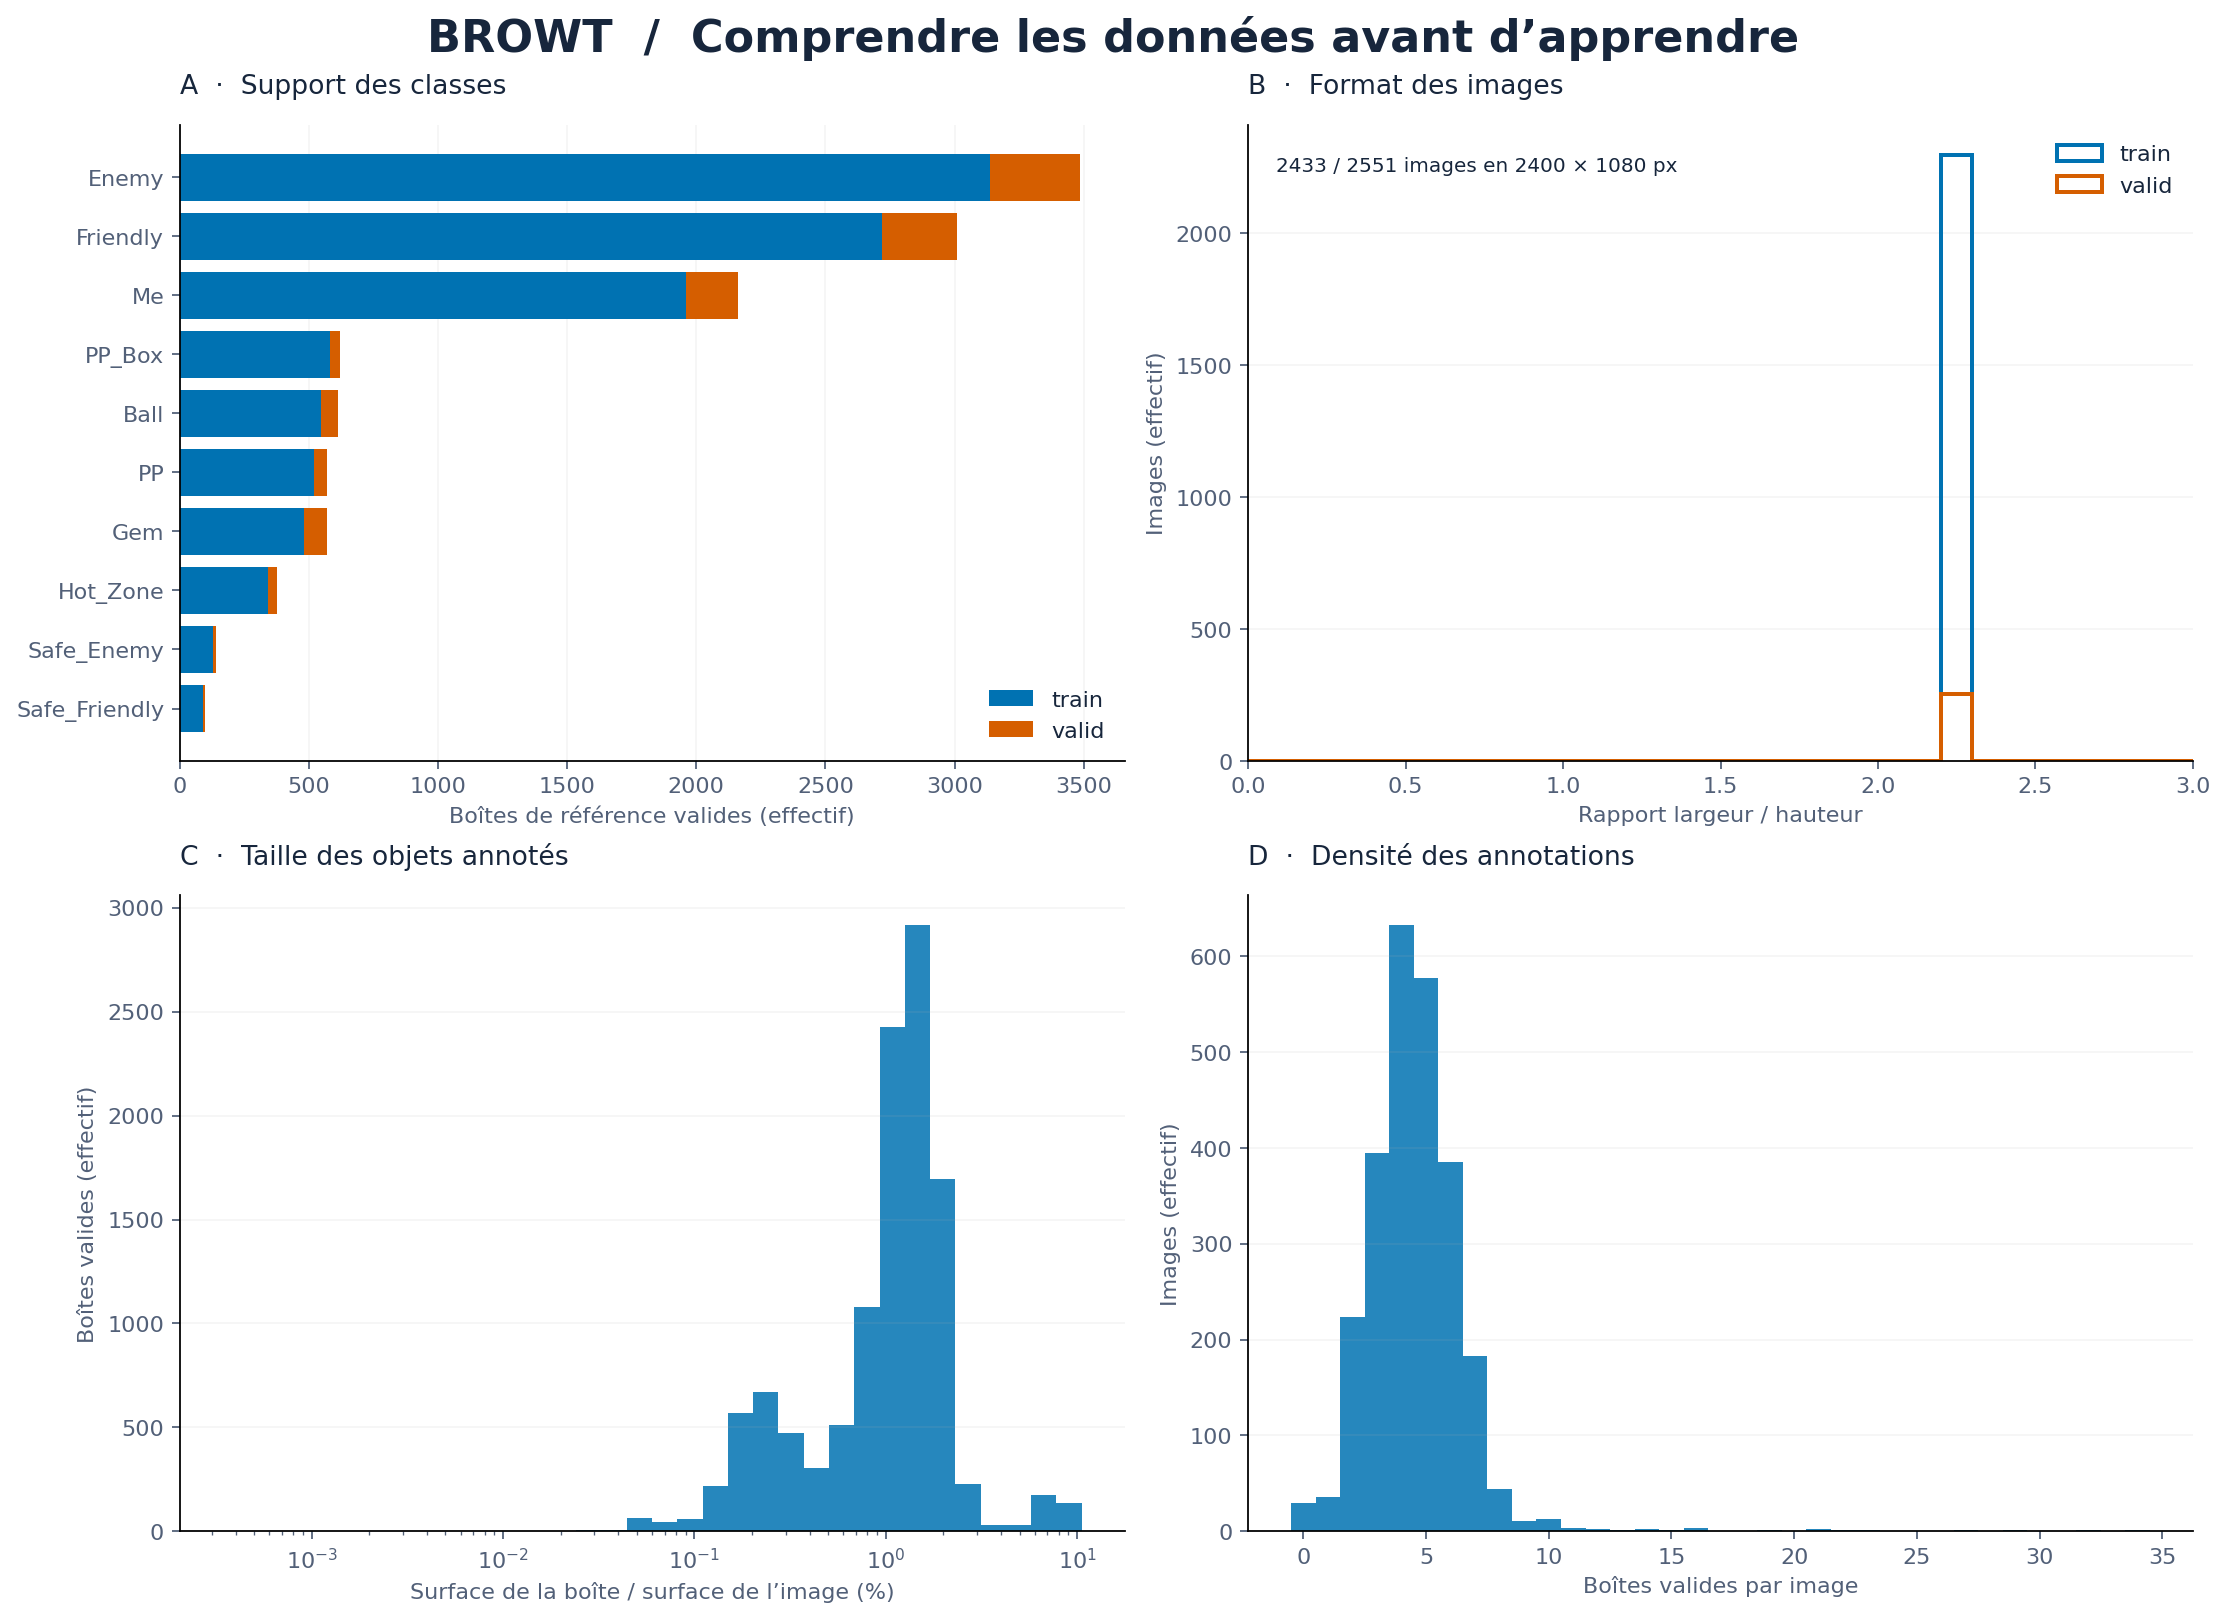 BROWT / Comprendre les données avant d’apprendre
A · Support des classes
Enemy
Friendly
Me
PP_Box
Ball
PP
Gem
Hot_Zone
Safe_Enemy
Safe_Friendly
train
valid
0 500 1000 1500 2000 2500 3000 3500
Boîtes de référence valides (effectif)
B · Format des images
2433 / 2551 images en 2400 × 1080 px
train
valid
Images (effectif)
2000
1500
1000
500
0
0.0 0.5 1.0 1.5 2.0 2.5 3.0
Rapport largeur / hauteur
C · Taille des objets annotés
Boîtes valides (effectif)
3000
2500
2000
1500
1000
500
0
10⁻³ 10⁻² 10⁻¹ 10⁰ 10¹
Surface de la boîte / surface de l’image (%)
D · Densité des annotations
Images (effectif)
600
500
400
300
200
100
0
0 5 10 15 20 25 30 35
Boîtes valides par image